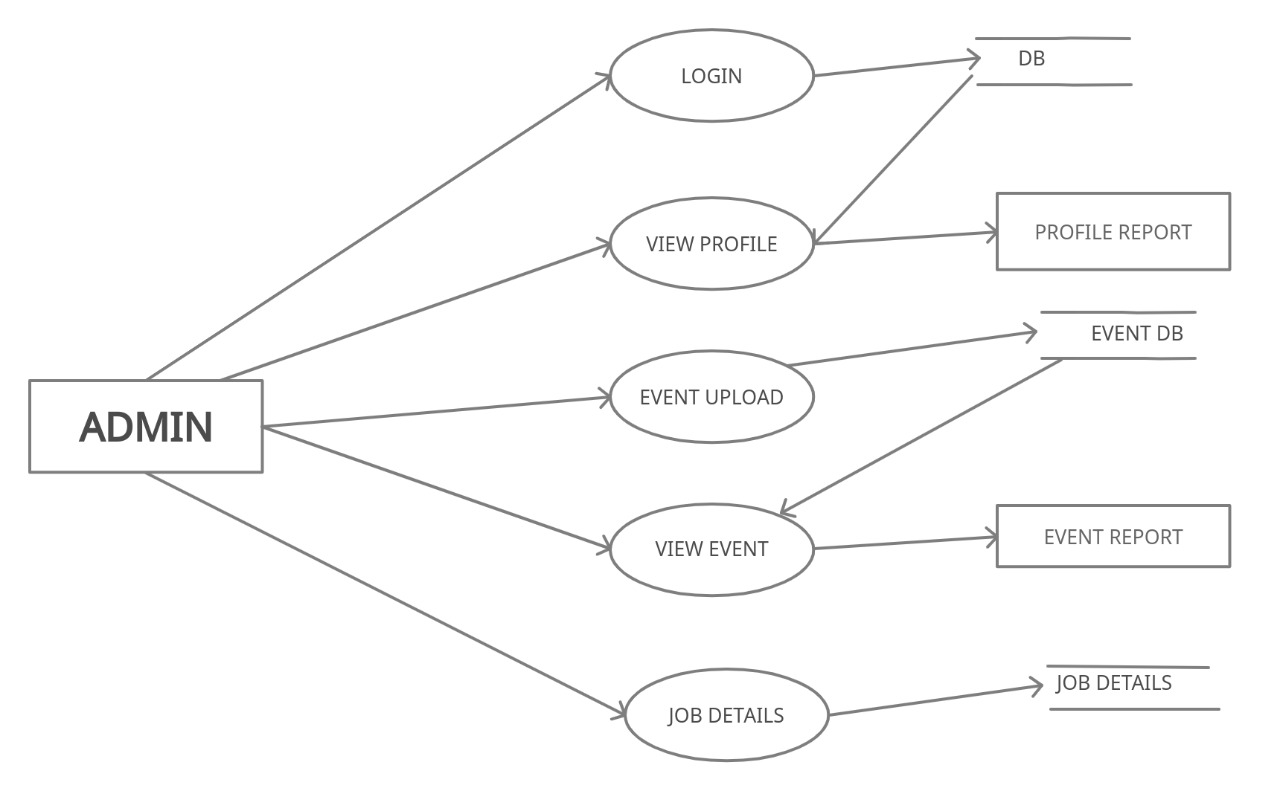 LOGIN
DB
VIEW PROFILE
PROFILE REPORT
EVENT DB
EVENT UPLOAD
ADMIN
VIEW EVENT
EVENT REPORT
JOB DETAILS
JOB DETAILS